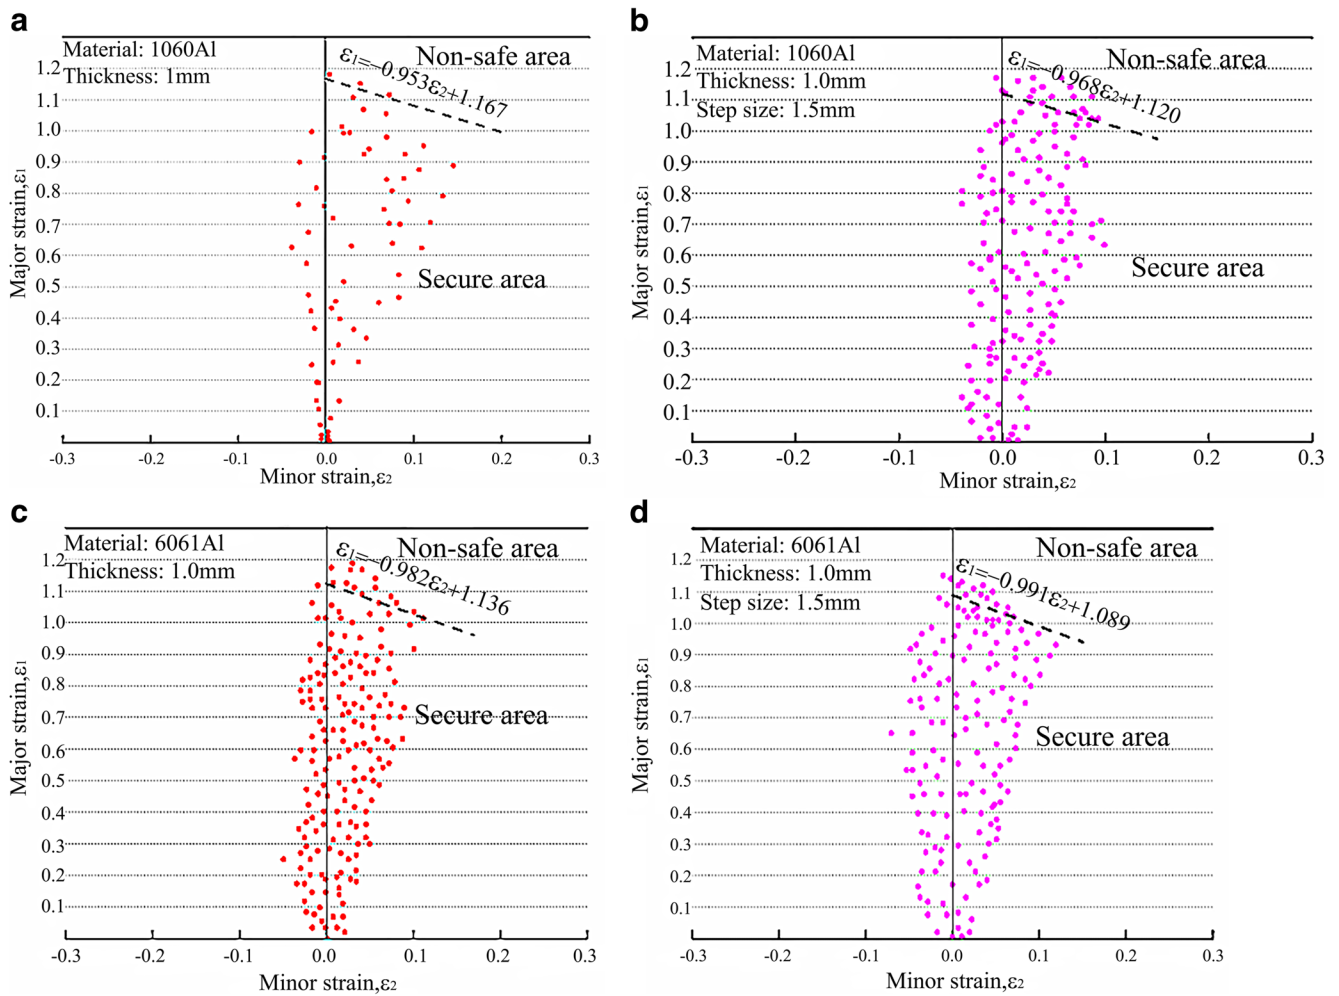 a
Material: 1060Al
Thickness: 1mm
Non-safe area
ε1=−0.953ε2+1.167
Secure area
Major strain,ε1
1.2
1.1
1.0
0.9
0.8
0.7
0.6
0.5
0.4
0.3
0.2
0.1
-0.3
-0.2
-0.1
0.0
0.1
0.2
0.3
Minor strain,ε2
b
Material: 1060Al
Thickness: 1.0mm
Step size: 1.5mm
Non-safe area
ε1=−0.968ε2+1.120
Secure area
Major strain,ε1
1.2
1.1
1.0
0.9
0.8
0.7
0.6
0.5
0.4
0.3
0.2
0.1
-0.3
-0.2
-0.1
0.0
0.1
0.2
0.3
Minor strain,ε2
c
Material: 6061Al
Thickness: 1.0mm
Non-safe area
ε1=−0.982ε2+1.136
Secure area
Major strain,ε1
1.2
1.1
1.0
0.9
0.8
0.7
0.6
0.5
0.4
0.3
0.2
0.1
-0.3
-0.2
-0.1
0.0
0.1
0.2
0.3
Minor strain,ε2
d
Material: 6061Al
Thickness: 1.0mm
Step size: 1.5mm
Non-safe area
ε1=−0.991ε2+1.089
Secure area
Major strain,ε1
1.2
1.1
1.0
0.9
0.8
0.7
0.6
0.5
0.4
0.3
0.2
0.1
-0.3
-0.2
-0.1
0.0
0.1
0.2
0.3
Minor strain,ε2